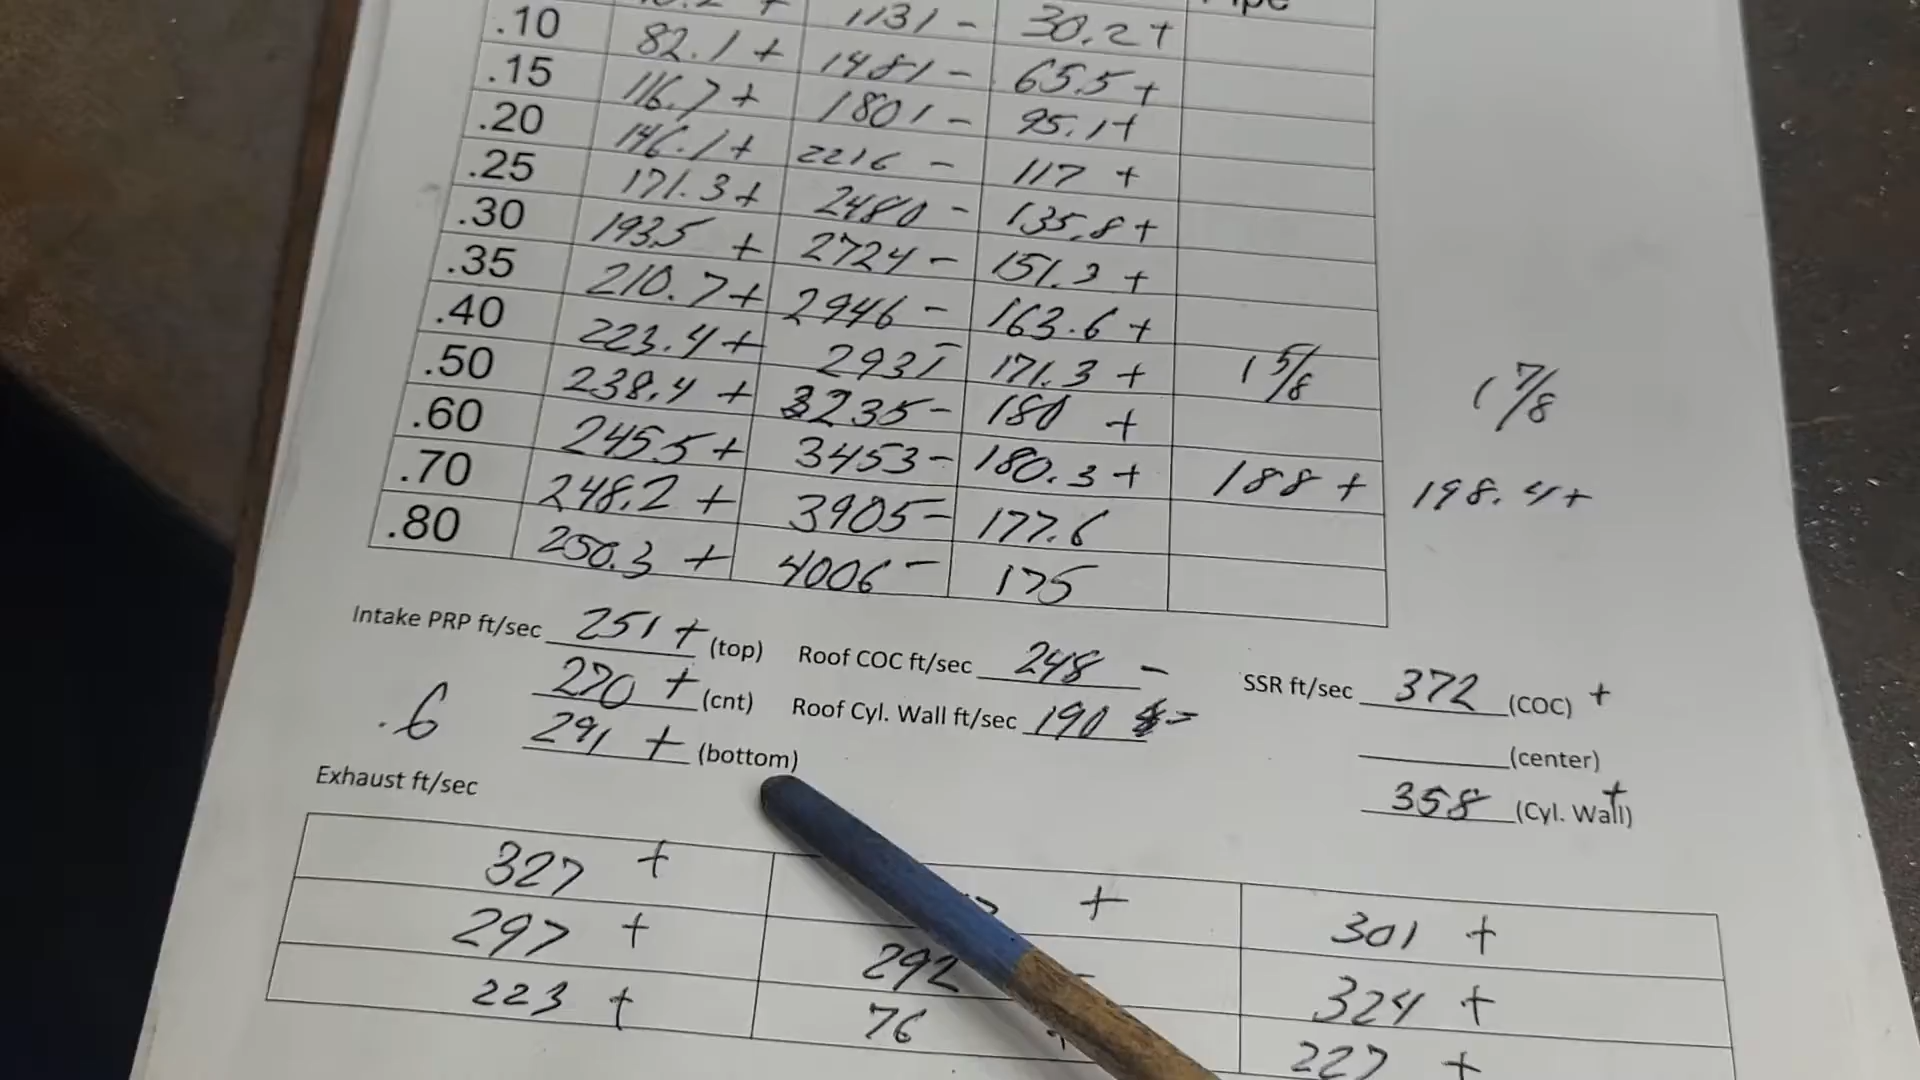 1131 - 30.2 +
.10 82.1 + 1481 - 65.5 +
.15 116.7 + 1801 - 95.1 +
.20 146.1 + 2216 - 117 +
.25 171.3 + 2480 - 135.8 +
.30 193.5 + 2724 - 151.3 +
.35 210.7 + 2946 - 163.6 +
.40 223.4 + 2931 - 171.3 + 1 5/8 1 7/8
.50 238.4 + 3235 - 180 +
.60 245.5 + 3453 - 180.3 + 188 + 198.4 +
.70 248.2 + 3905 - 177.6
.80 250.3 + 4006 - 175
Intake PRP ft/sec 251 + (top) Roof COC ft/sec 248 - SSR ft/sec 372 (COC) +
.6 270 + (cnt) Roof Cyl. Wall ft/sec 190 - (center)
291 + (bottom) 358 (Cyl. Wall) +
Exhaust ft/sec
327 + + 301 +
297 + 292 324 +
223 + 76 227 +